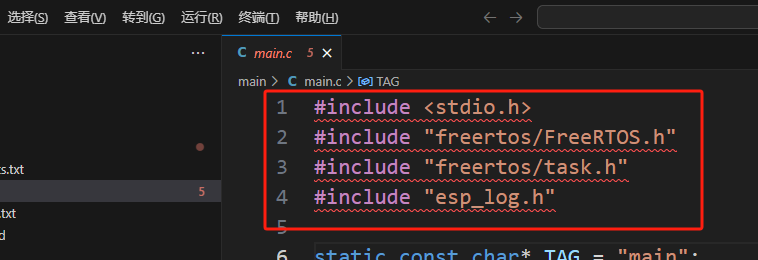 选择(S) 查看(V) 转到(G) 运行(R) 终端(T) 帮助(H)
main.c 5
main > main.c > TAG
1 #include <stdio.h>
2 #include "freertos/FreeRTOS.h"
s.txt
3 #include "freertos/task.h"
5
4 #include "esp_log.h"
.txt
5
d
6 static const char* TAG = "main";